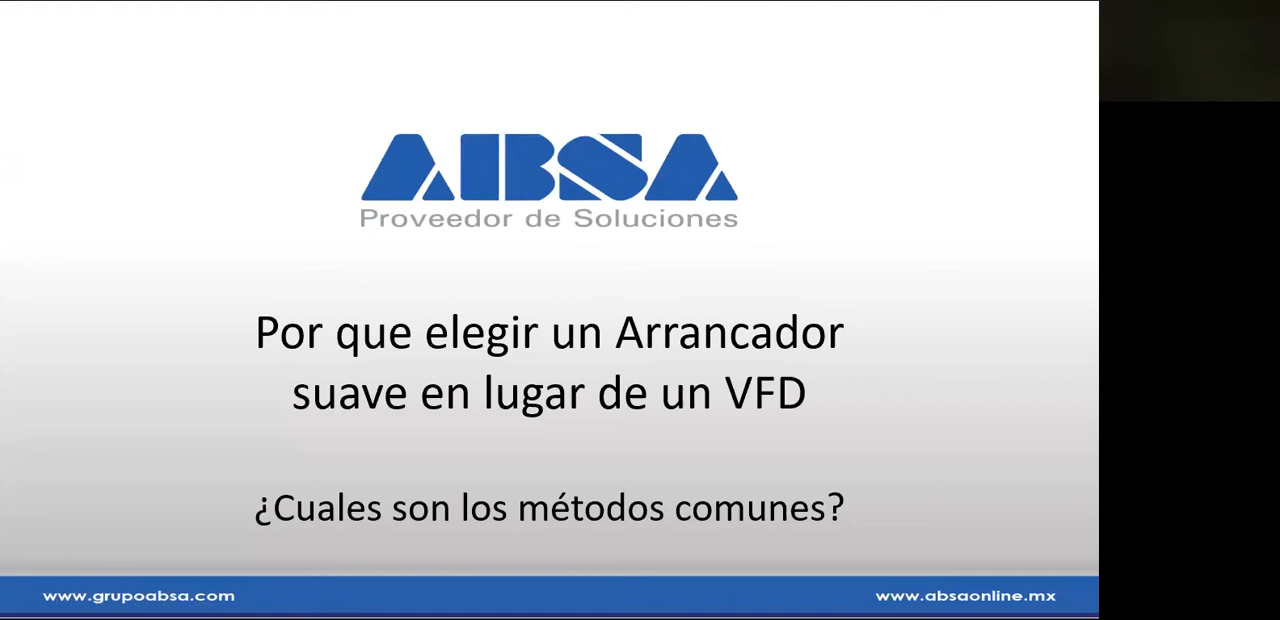 ABSA
Proveedor de Soluciones
Por que elegir un Arrancador
suave en lugar de un VFD
¿Cuales son los métodos comunes?
www.grupoabsa.com
www.absaonline.mx